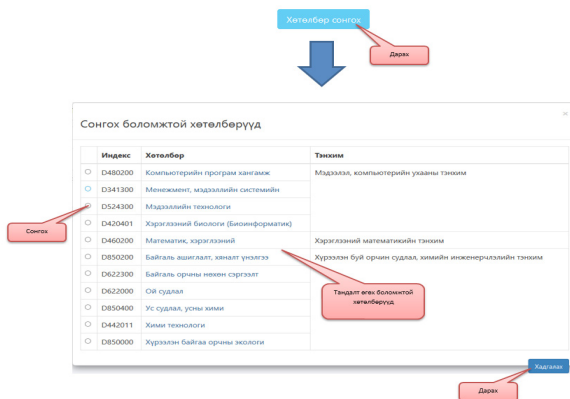 Хөтөлбөр сонгох
Дарах
Сонгох боломжтой хөтөлбөрүүд
×
Индекс Хөтөлбөр Тэнхим
D480200 Компьютерийн програм хангамж Мэдээлэл, компьютерийн ухааны тэнхим
D341300 Менежмент, мэдээллийн системийн
D524300 Мэдээллийн технологи
D420401 Хэрэглээний биологи (Биоинформатик)
Сонгох
D460200 Математик, хэрэглээний Хэрэглээний математикийн тэнхим
D850200 Байгаль ашиглалт, хяналт үнэлгээ Хүрээлэн буй орчин судлал, химийн инженерчлэлийн тэнхим
D622300 Байгаль орчны нөхөн сэргээлт
D622000 Ой судлал
Тандалт өгөх боломжтой
хөтөлбөрүүд
D850400 Ус судлал, усны хими
D442011 Хими технологи
D850000 Хүрээлэн байгаа орчны экологи
Хадгалах
Дарах